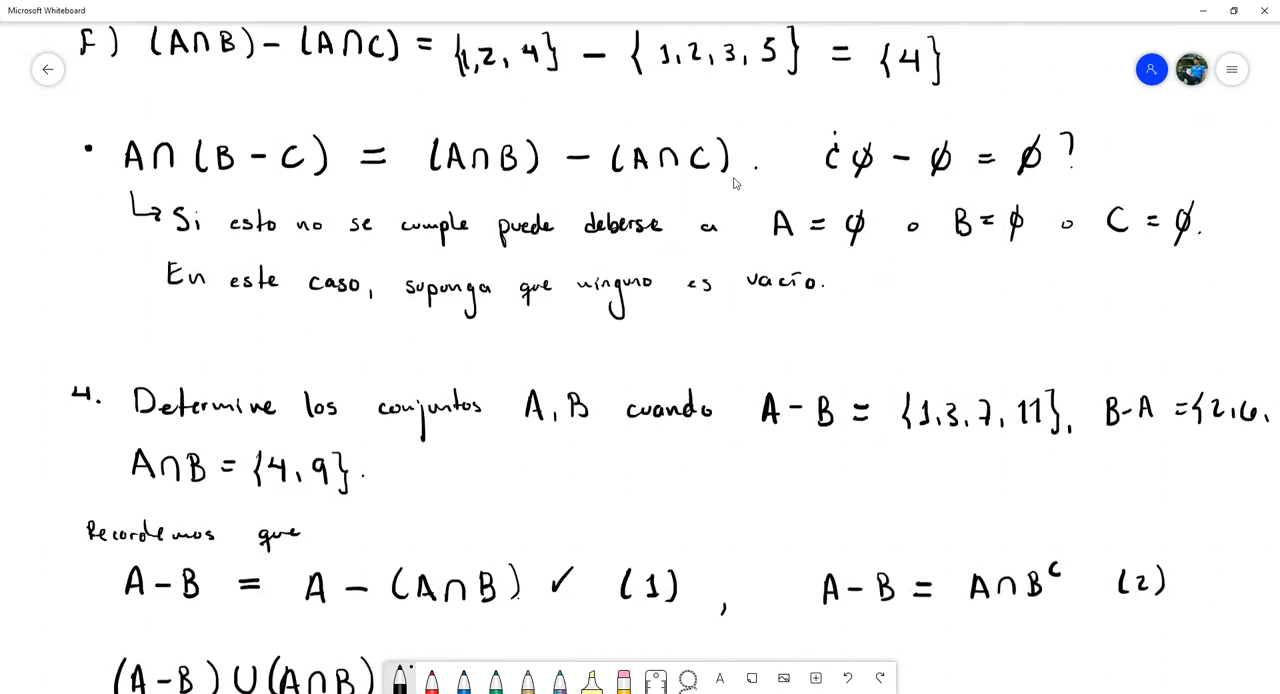 Microsoft Whiteboard
F) (A∩B) - (A∩C) = {1,2,4} - {1,2,3,5} = {4}
• A∩(B-C) = (A∩B) - (A∩C). ¿∅ - ∅ = ∅?
↳ Si esto no se cumple puede deberse a A = ∅ o B = ∅ o C = ∅.
En este caso, suponga que ninguno es vacío.
4. Determine los conjuntos A, B cuando A-B = {1,3,7,11}, B-A = {2,6,
A∩B = {4,9}.
Recordemos que
A-B = A - (A∩B) ✓ (1) , A-B = A∩Bᶜ (2)
(A-B) ∪ (A∩B)
A